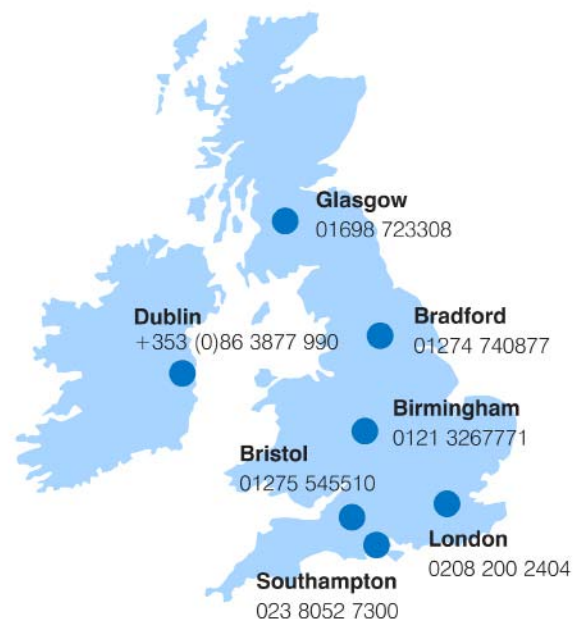 Glasgow
01698 723308
Dublin
+353 (0)86 3877 990
Bradford
01274 740877
Birmingham
0121 3267771
Bristol
01275 545510
London
0208 200 2404
Southampton
023 8052 7300